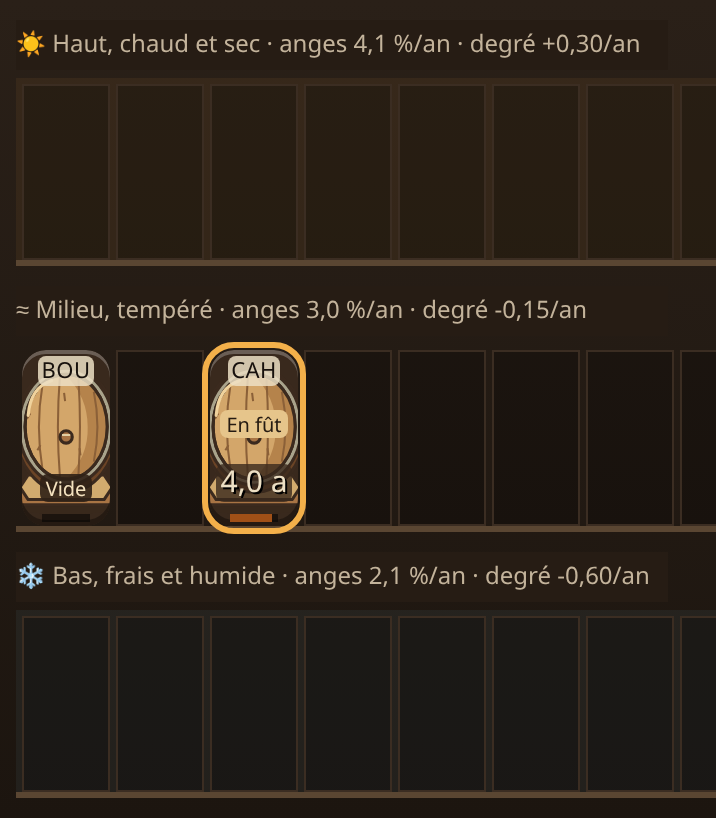 ☀️ Haut, chaud et sec · anges 4,1 %/an · degré +0,30/an
≈ Milieu, tempéré · anges 3,0 %/an · degré -0,15/an
BOU
CAH
En fût
4,0 a
Vide
❄️ Bas, frais et humide · anges 2,1 %/an · degré -0,60/an